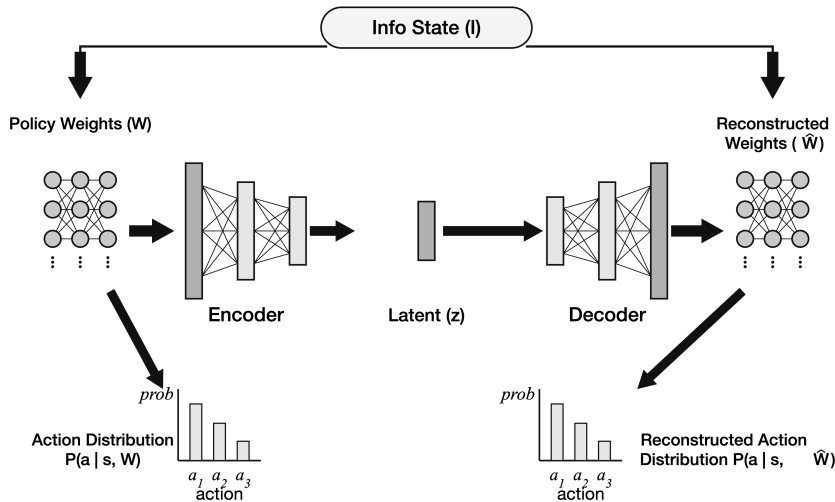 Info State (I)
Policy Weights (W)
Reconstructed
Weights ( Ŵ)
Encoder
Latent (z)
Decoder
prob
a1 a2 a3
action
Action Distribution
P(a | s, W)
prob
a1 a2 a3
action
Reconstructed Action
Distribution P(a | s, Ŵ)